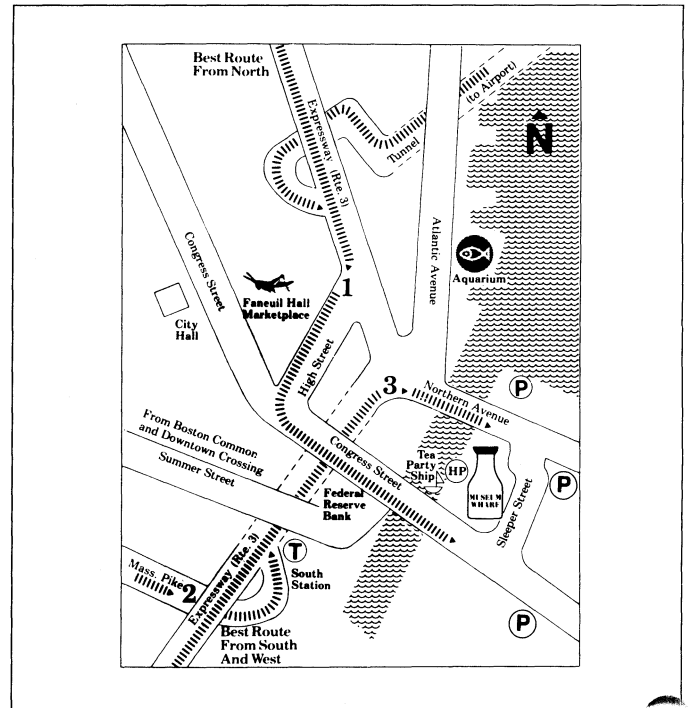 Best Route
From North
Expressway (Rte. 3)
(to Airport)
Tunnel
N
Congress Street
Atlantic Avenue
Aquarium
1
Faneuil Hall
Marketplace
City
Hall
High Street
3
Northern Avenue
P
From Boston Common
and Downtown Crossing
Summer Street
Congress Street
Tea
Party
Ship
HP
MUSEUM
WHARF
Sleeper Street
P
Federal
Reserve
Bank
T
South
Station
Mass. Pike
2
Expressway (Rte. 3)
P
Best Route
From South
And West